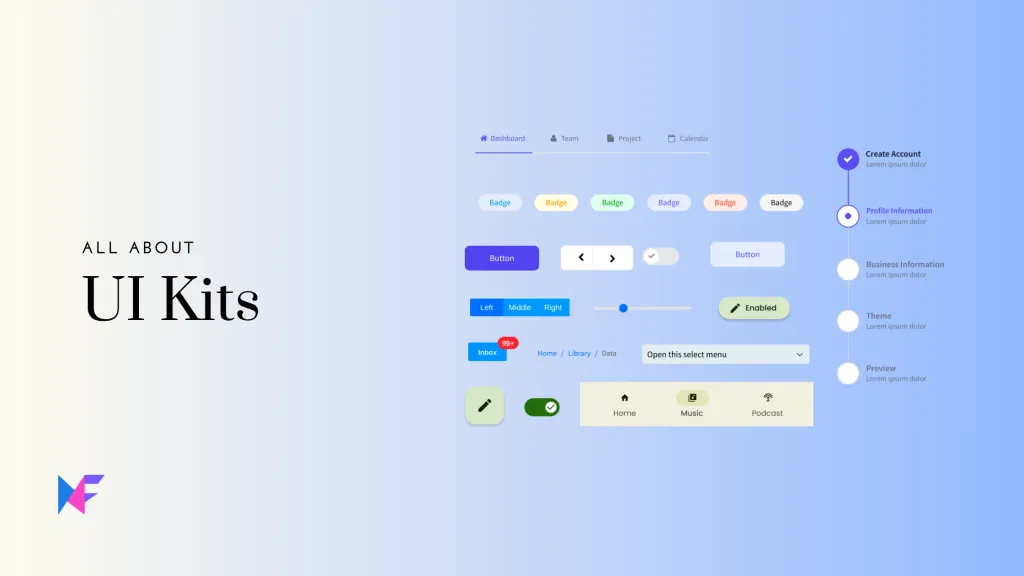 ALL ABOUT
UI Kits
Dashboard Team Project Calendar
Badge Badge Badge Badge Badge Badge
Button
Button
Left Middle Right
Enabled
Inbox 99+
Home / Library / Data
Open this select menu
Home Music Podcast
Create Account
Lorem ipsum dolor
Profile Information
Lorem ipsum dolor
Business Information
Lorem ipsum dolor
Theme
Lorem ipsum dolor
Preview
Lorem ipsum dolor